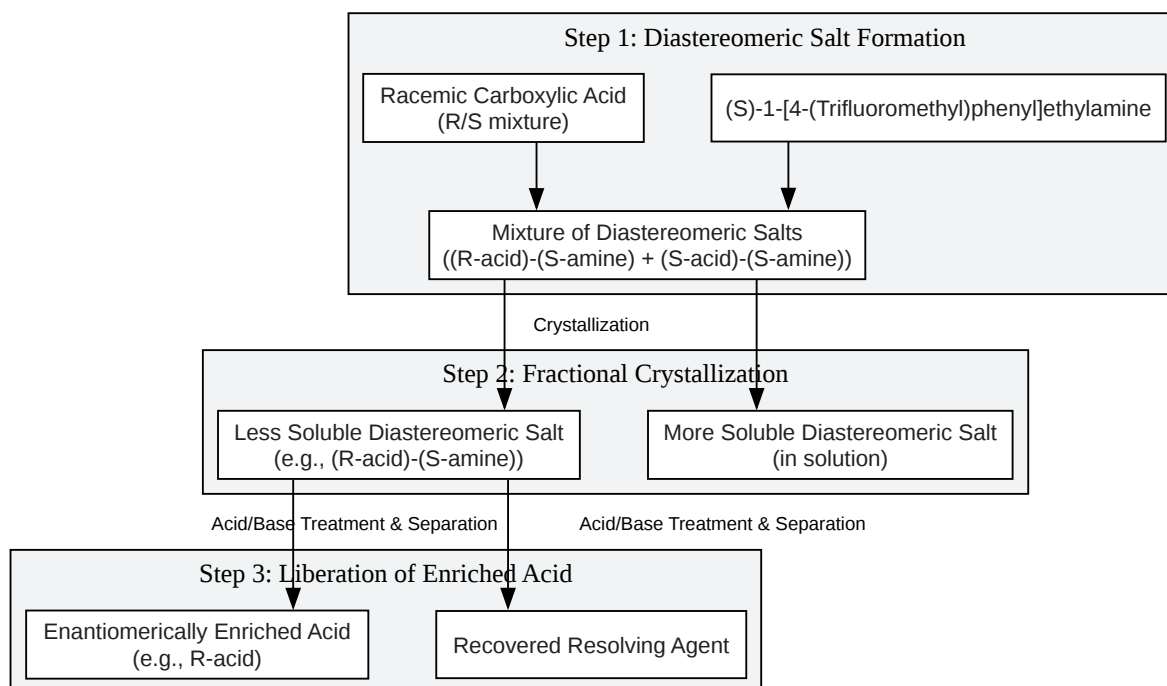 Step 1: Diastereomeric Salt Formation
Racemic Carboxylic Acid
(R/S mixture)
(S)-1-[4-(Trifluoromethyl)phenyl]ethylamine
Mixture of Diastereomeric Salts
((R-acid)-(S-amine) + (S-acid)-(S-amine))
Crystallization
Step 2: Fractional Crystallization
Less Soluble Diastereomeric Salt
(e.g., (R-acid)-(S-amine))
More Soluble Diastereomeric Salt
(in solution)
Acid/Base Treatment & Separation
Acid/Base Treatment & Separation
Step 3: Liberation of Enriched Acid
Enantiomerically Enriched Acid
(e.g., R-acid)
Recovered Resolving Agent